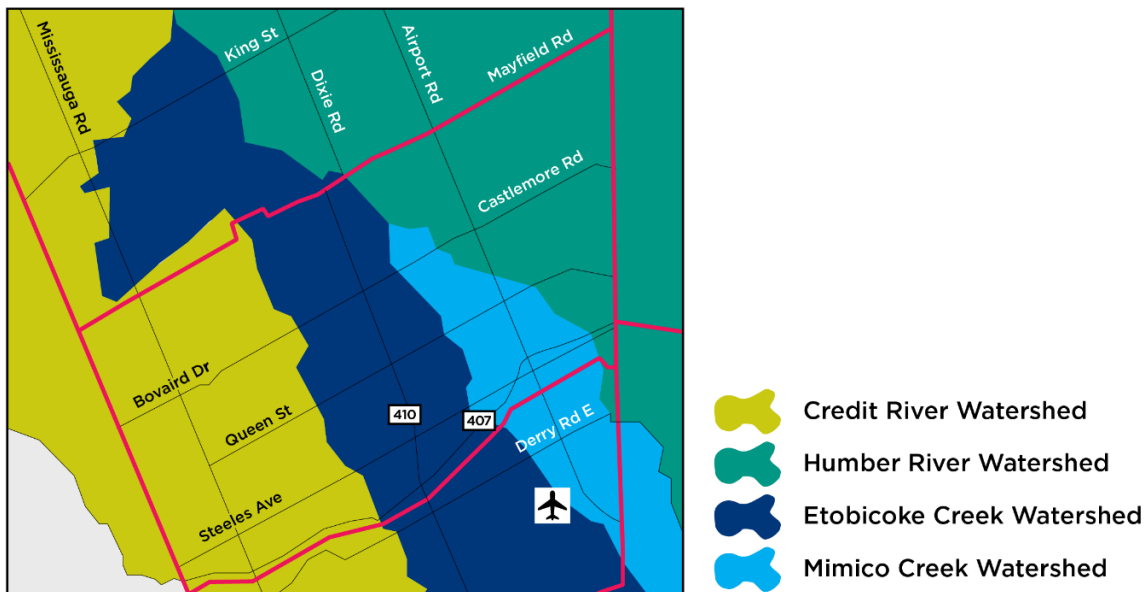 Mississauga Rd
King St
Dixie Rd
Airport Rd
Mayfield Rd
Castlemore Rd
Bovaird Dr
Queen St
Steeles Ave
410
407
Derry Rd E
Credit River Watershed
Humber River Watershed
Etobicoke Creek Watershed
Mimico Creek Watershed